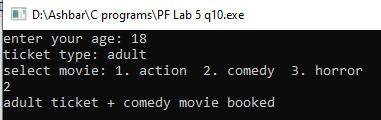 D:\Ashbar\C programs\PF Lab 5 q10.exe
enter your age: 18
ticket type: adult
select movie: 1. action  2. comedy  3. horror
2
adult ticket + comedy movie booked